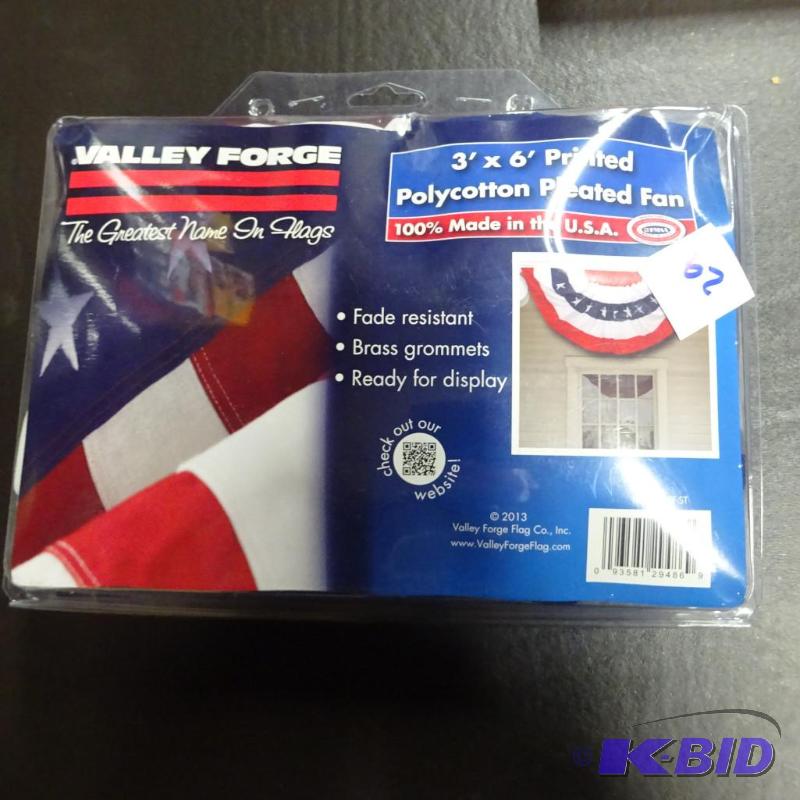 VALLEY FORGE
The Greatest Name In Flags
3' x 6' Printed
Polycotton Pleated Fan
100% Made in the U.S.A.
• Fade resistant
• Brass grommets
• Ready for display
check out our
website!
© 2013
Valley Forge Flag Co., Inc.
www.ValleyForgeFlag.com
0 93581 29486 9
K-BID